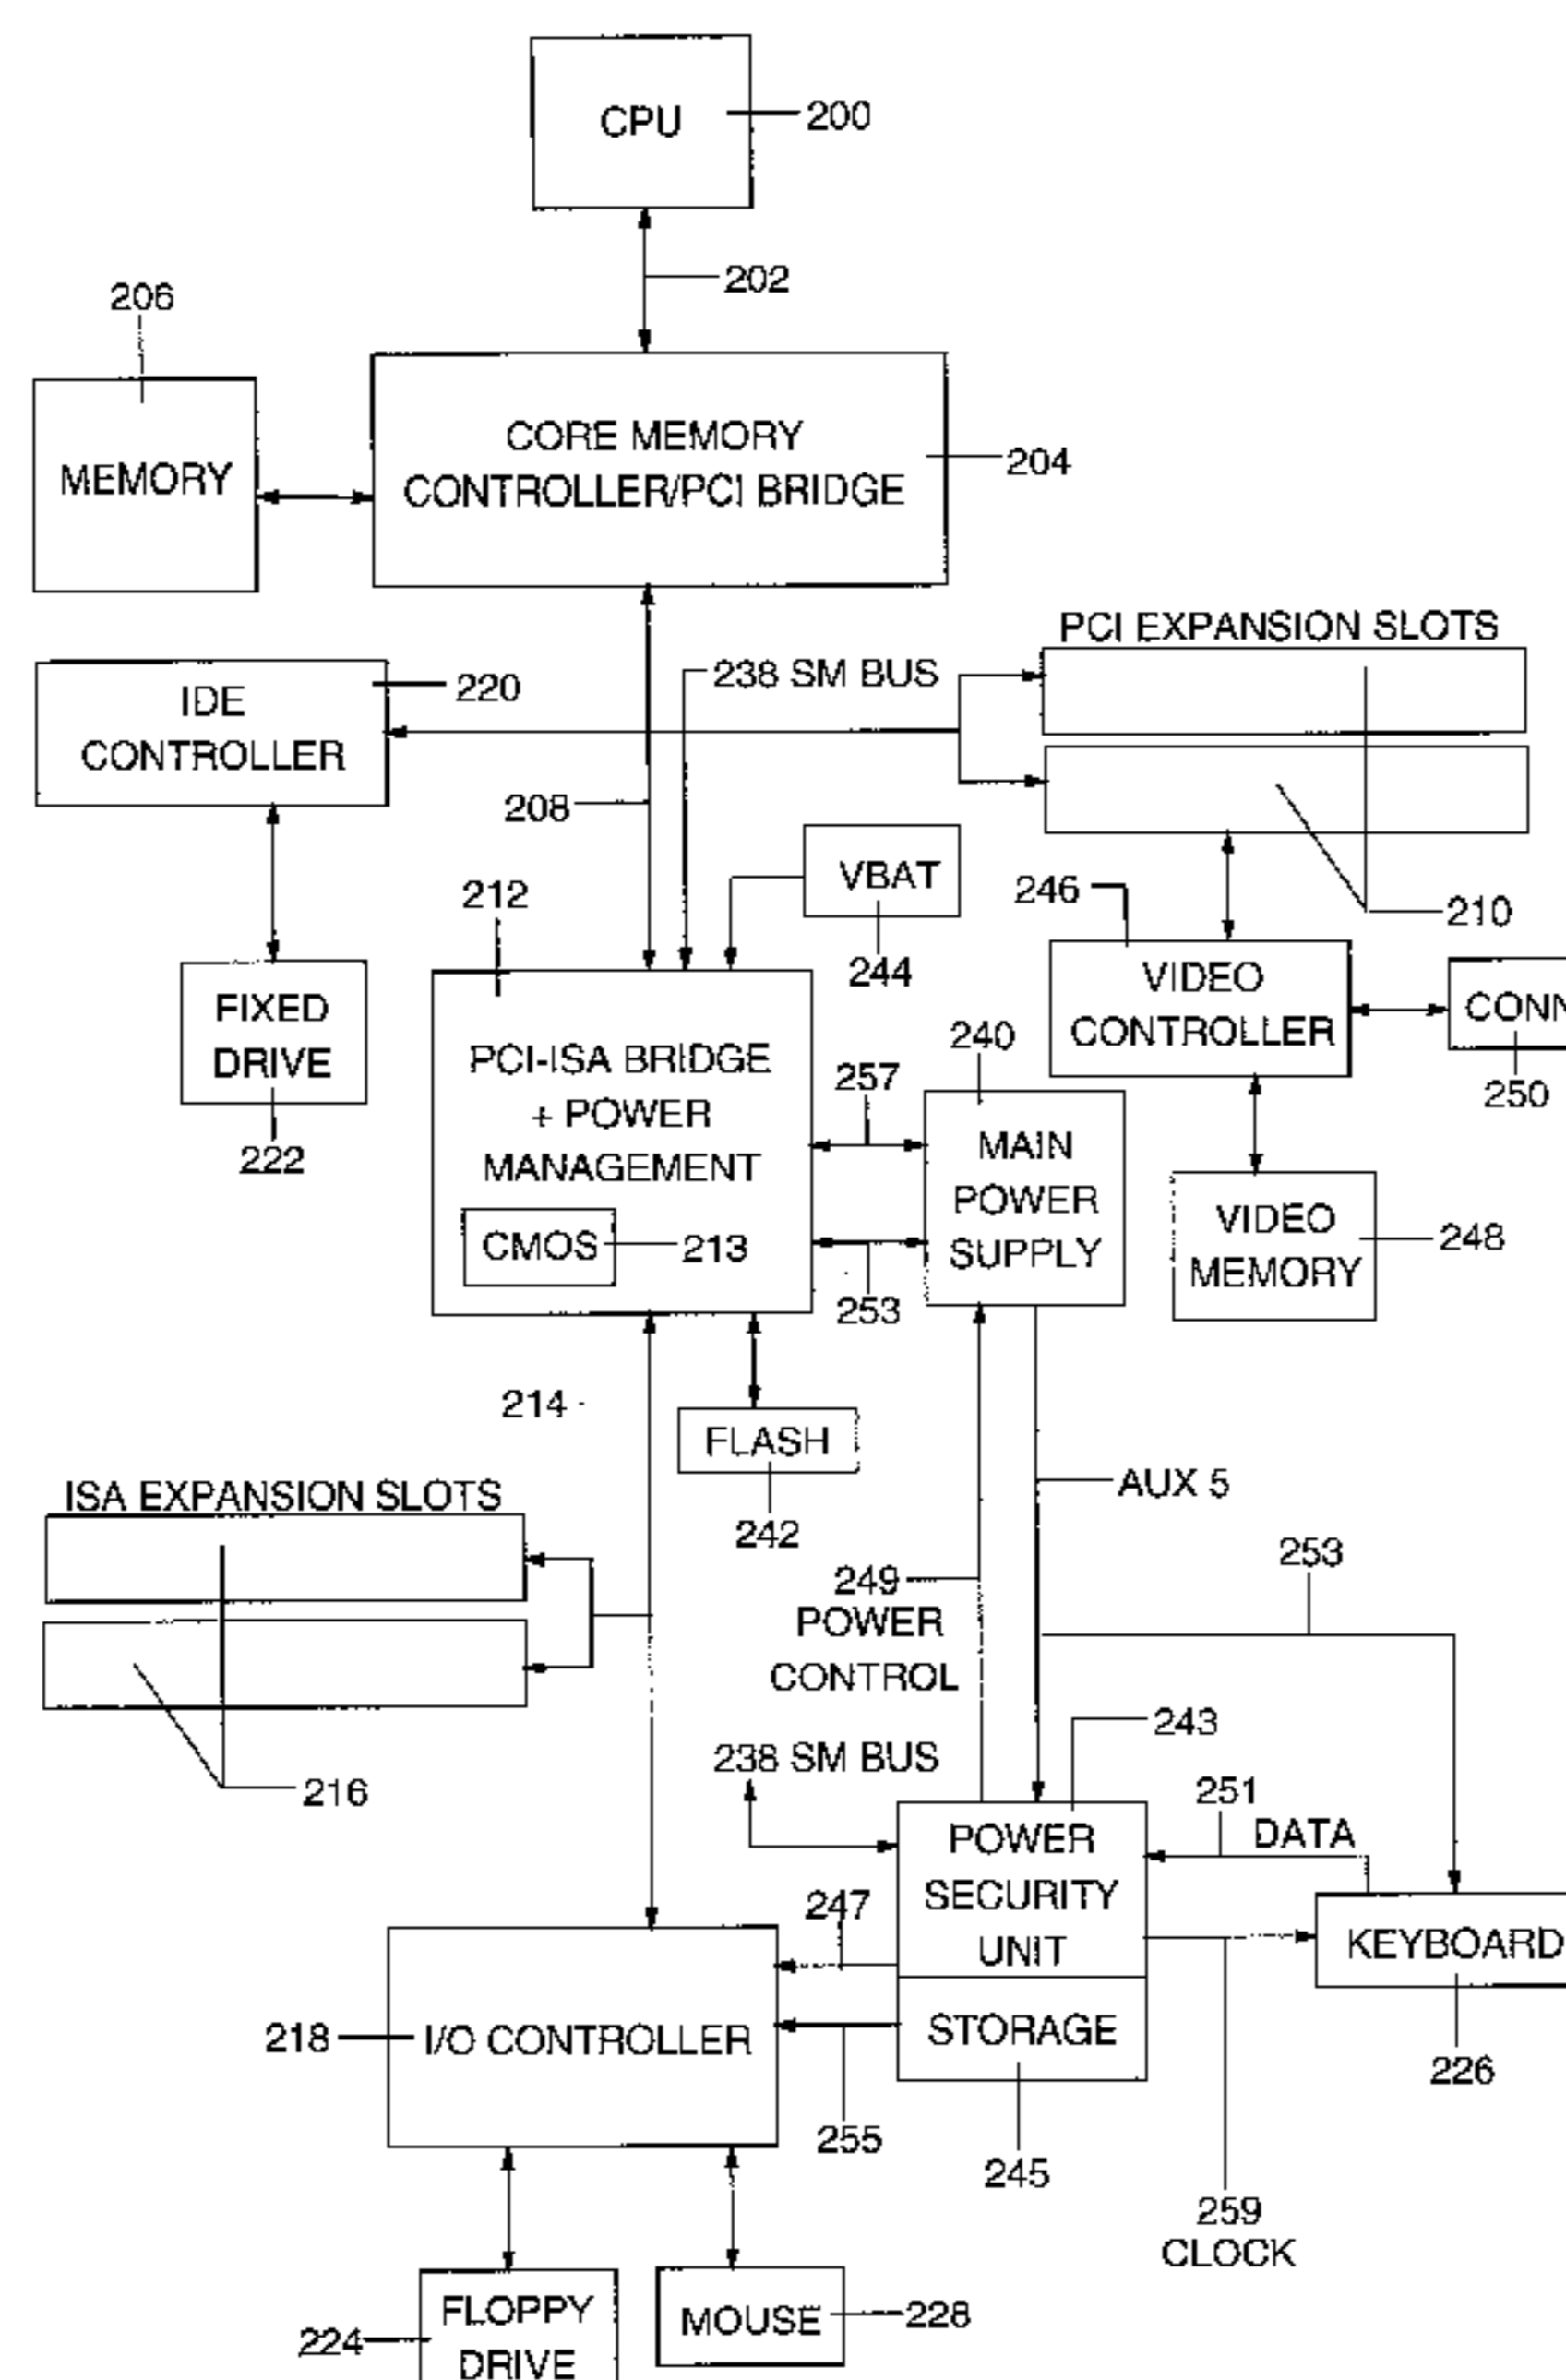 CPU
200
202
206
MEMORY
CORE MEMORY
CONTROLLER/PCI BRIDGE
204
PCI EXPANSION SLOTS
IDE
CONTROLLER
220
238 SM BUS
208
VBAT
244
246
210
212
FIXED
DRIVE
222
VIDEO
CONTROLLER
CONN
250
PCI-ISA BRIDGE
+ POWER
MANAGEMENT
CMOS
213
257
240
MAIN
POWER
SUPPLY
253
VIDEO
MEMORY
248
214
FLASH
242
AUX 5
ISA EXPANSION SLOTS
216
249
POWER
CONTROL
253
243
238 SM BUS
251
DATA
POWER
SECURITY
UNIT
STORAGE
245
247
KEYBOARD
226
218
I/O CONTROLLER
255
259
CLOCK
FLOPPY
DRIVE
224
MOUSE
228